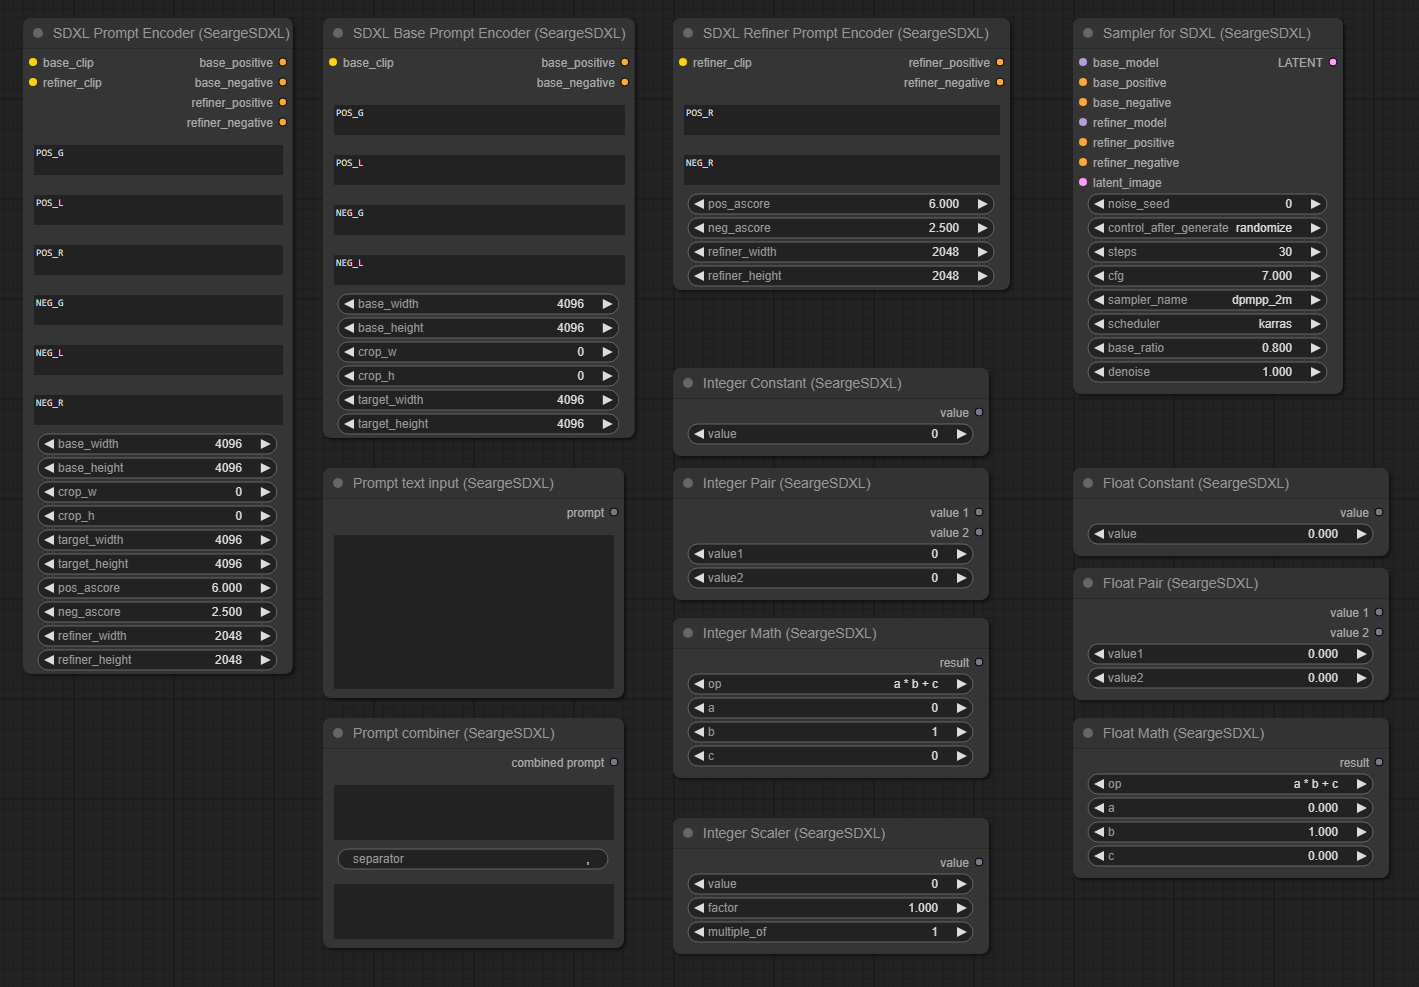 SDXL Prompt Encoder (SeargeSDXL)
base_clip base_positive
refiner_clip base_negative
refiner_positive
refiner_negative
POS_G
POS_L
POS_R
NEG_G
NEG_L
NEG_R
base_width 4096
base_height 4096
crop_w 0
crop_h 0
target_width 4096
target_height 4096
pos_ascore 6.000
neg_ascore 2.500
refiner_width 2048
refiner_height 2048
SDXL Base Prompt Encoder (SeargeSDXL)
base_clip base_positive
base_negative
POS_G
POS_L
NEG_G
NEG_L
base_width 4096
base_height 4096
crop_w 0
crop_h 0
target_width 4096
target_height 4096
Prompt text input (SeargeSDXL)
prompt
Prompt combiner (SeargeSDXL)
combined prompt
separator ,
SDXL Refiner Prompt Encoder (SeargeSDXL)
refiner_clip refiner_positive
refiner_negative
POS_R
NEG_R
pos_ascore 6.000
neg_ascore 2.500
refiner_width 2048
refiner_height 2048
Integer Constant (SeargeSDXL)
value
value 0
Integer Pair (SeargeSDXL)
value 1
value 2
value1 0
value2 0
Integer Math (SeargeSDXL)
result
op a * b + c
a 0
b 1
c 0
Integer Scaler (SeargeSDXL)
value
value 0
factor 1.000
multiple_of 1
Sampler for SDXL (SeargeSDXL)
base_model LATENT
base_positive
base_negative
refiner_model
refiner_positive
refiner_negative
latent_image
noise_seed 0
control_after_generate randomize
steps 30
cfg 7.000
sampler_name dpmpp_2m
scheduler karras
base_ratio 0.800
denoise 1.000
Float Constant (SeargeSDXL)
value
value 0.000
Float Pair (SeargeSDXL)
value 1
value 2
value1 0.000
value2 0.000
Float Math (SeargeSDXL)
result
op a * b + c
a 0.000
b 1.000
c 0.000